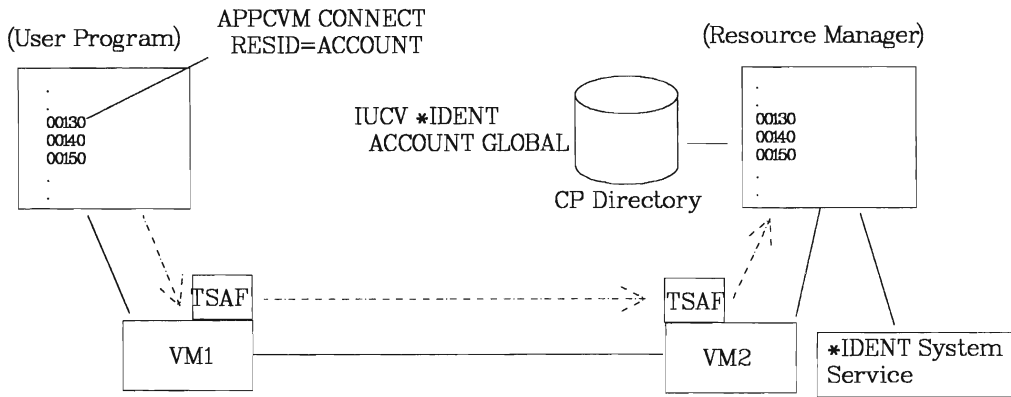 APPCVM CONNECT
RESID=ACCOUNT
(User Program)
(Resource Manager)
.
.
00130
00140
00150
.
.
IUCV *IDENT
ACCOUNT GLOBAL
CP Directory
.
.
00130
00140
00150
.
.
TSAF
TSAF
VM1
VM2
*IDENT System
Service